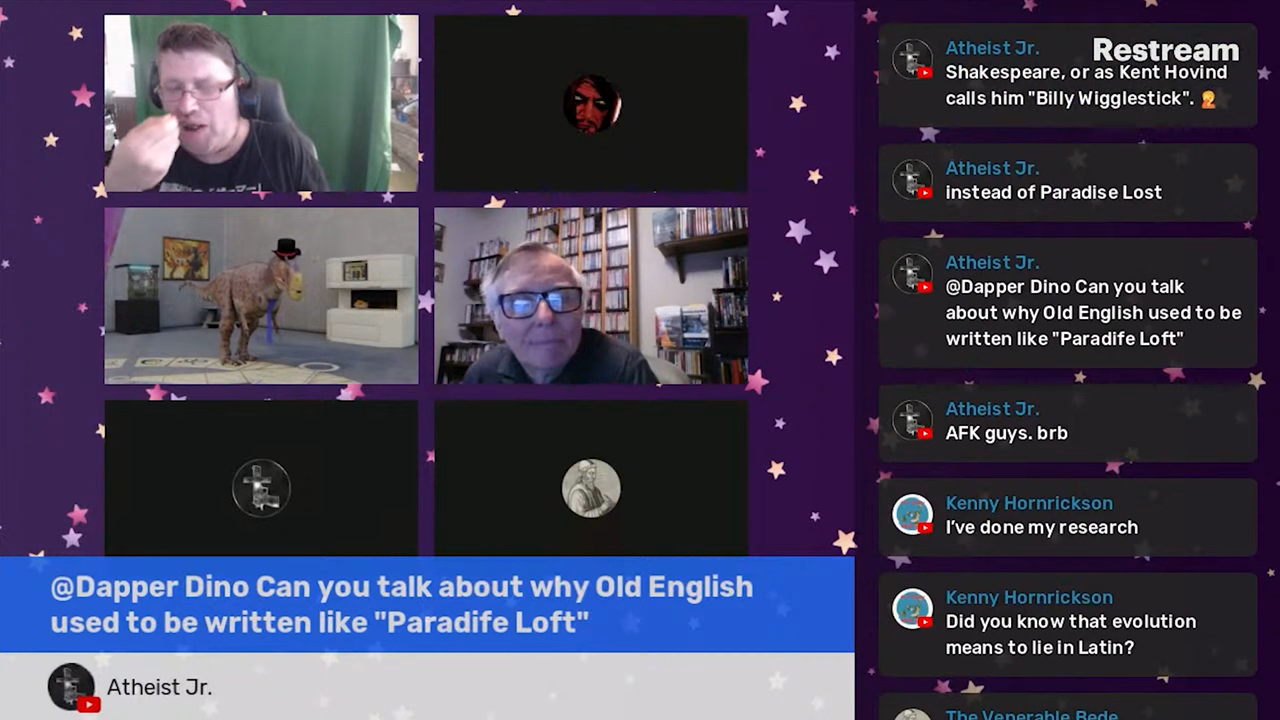 Restream
Atheist Jr.
Shakespeare, or as Kent Hovind
calls him "Billy Wigglestick". 🤦
Atheist Jr.
instead of Paradise Lost
Atheist Jr.
@Dapper Dino Can you talk
about why Old English used to be
written like "Paradife Loft"
Atheist Jr.
AFK guys. brb
Kenny Hornrickson
I've done my research
Kenny Hornrickson
Did you know that evolution
means to lie in Latin?
The Venerable Bede
@Dapper Dino Can you talk about why Old English
used to be written like "Paradife Loft"
Atheist Jr.